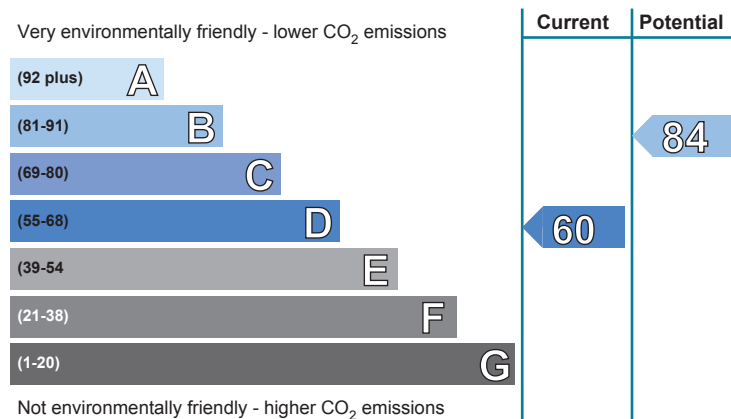 Very environmentally friendly - lower CO2 emissions
Current
Potential
(92 plus) A
(81-91) B
84
(69-80) C
(55-68) D
60
(39-54 E
(21-38) F
(1-20) G
Not environmentally friendly - higher CO2 emissions